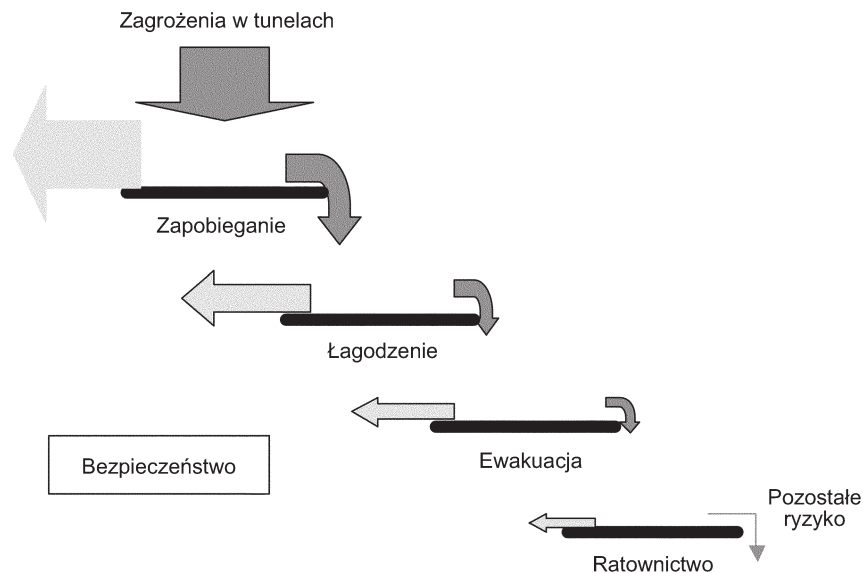 Zagrożenia w tunelach
Zapobieganie
Łagodzenie
Ewakuacja
Bezpieczeństwo
Pozostałe
ryzyko
Ratownictwo